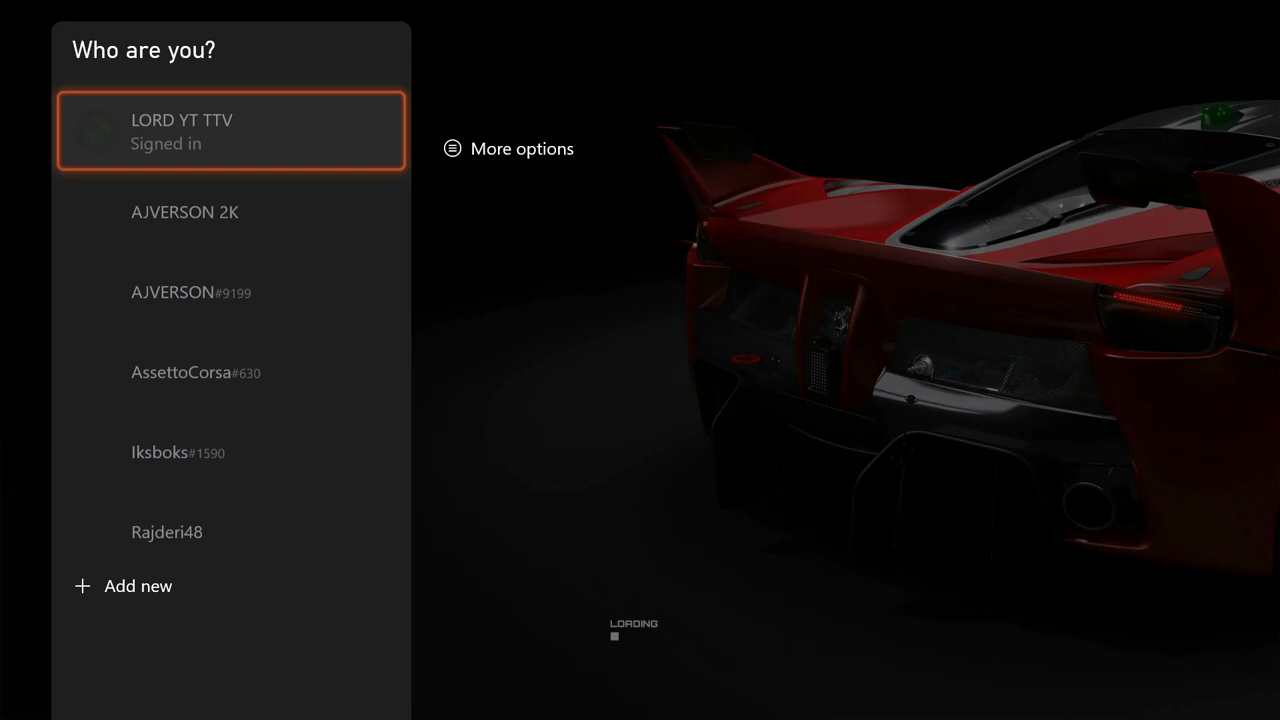 Who are you?
LORD YT TTV
Signed in
More options
AJVERSON 2K
AJVERSON#9199
AssettoCorsa#630
Iksboks#1590
Rajderi48
Add new
LOADING